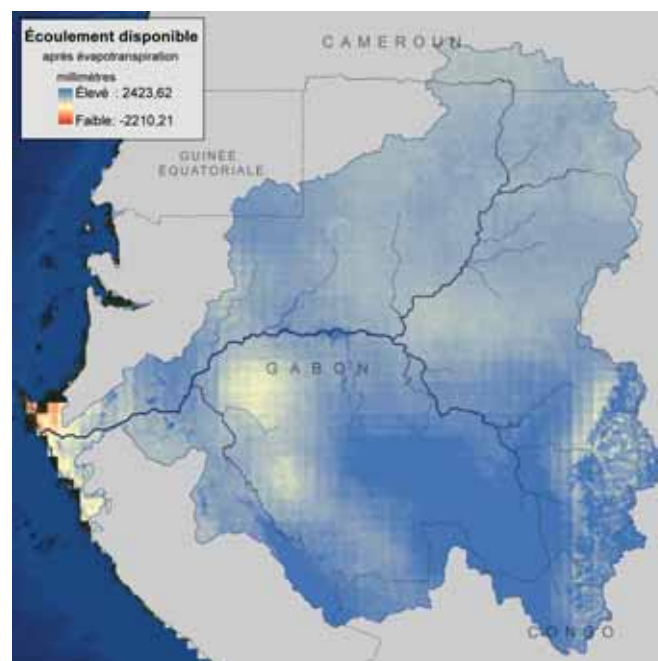 Écoulement disponible
après évapotranspiration
millimètres
Élevé : 2423,62
Faible: -2210,21
CAMEROUN
GUINÉE
ÉQUATORIALE
GABON
CONGO